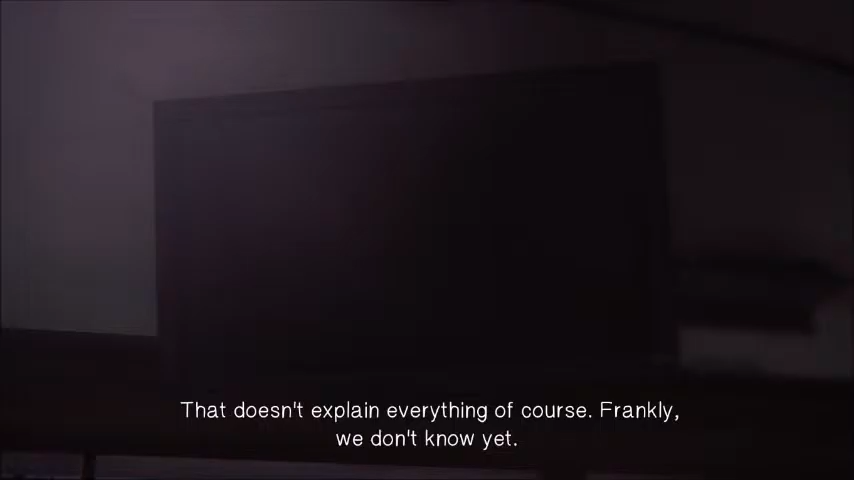 That doesn't explain everything of course. Frankly,
we don't know yet.